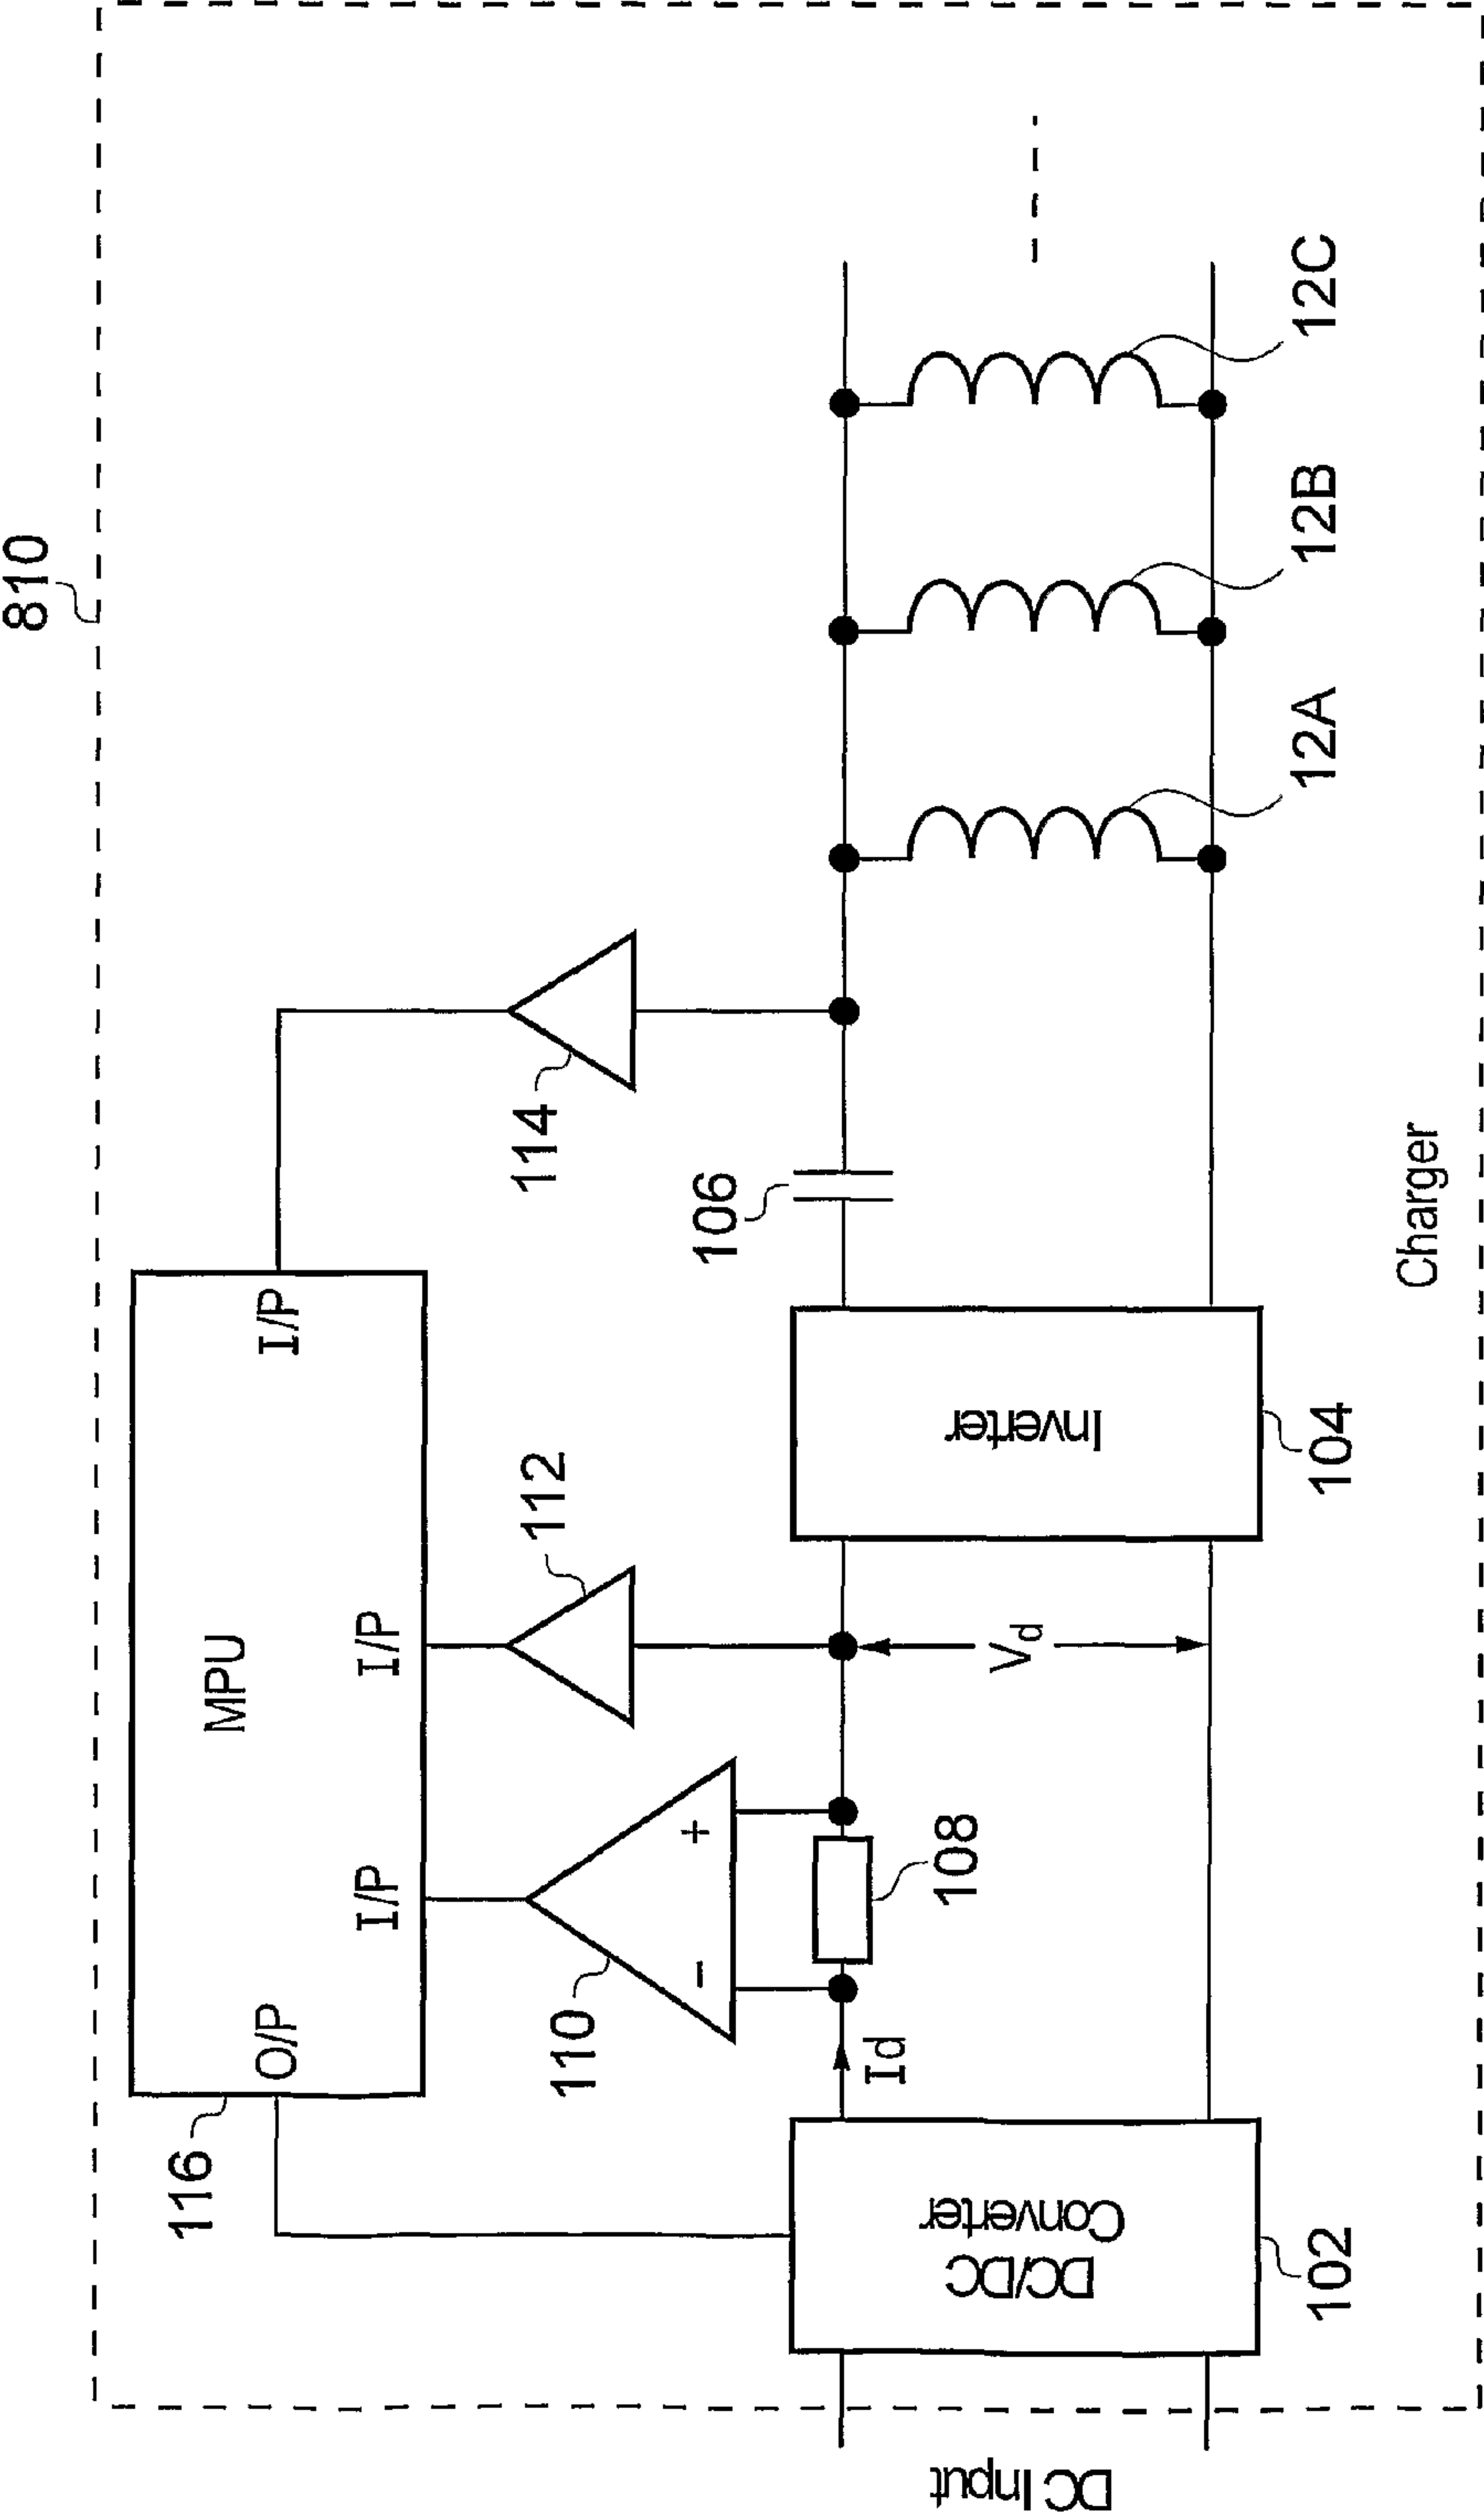 810
116
MPU
O/P
I/P
I/P
I/P
110
-
+
112
114
Id
108
Vd
106
DC Input
DC/DC
Converter
102
Inverter
104
12A
12B
12C
Charger